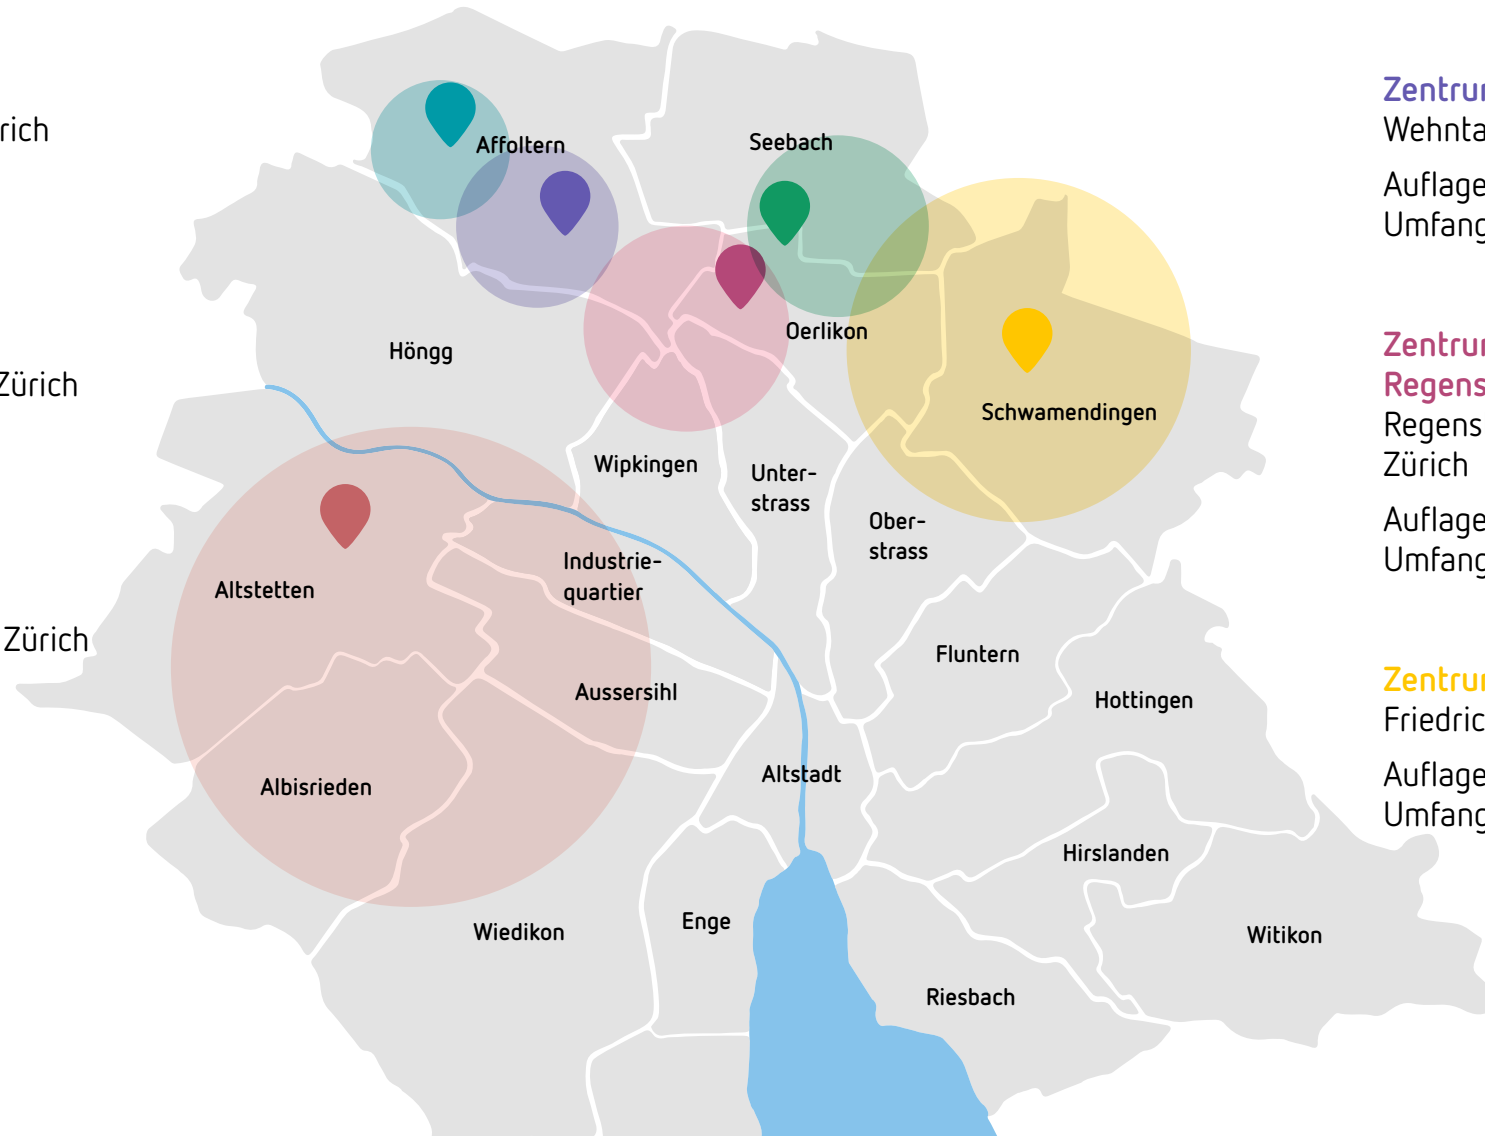 rich
Zürich
Zürich
Affoltern
Seebach
Höngg
Oerlikon
Schwamendingen
Wipkingen
Unter-
strass
Ober-
strass
Industrie-
quartier
Altstetten
Fluntern
Aussersihl
Hottingen
Altstadt
Albisrieden
Hirslanden
Enge
Wiedikon
Witikon
Riesbach
Zentru
Wehnta
Auflage
Umfang
Zentru
Regens
Regens
Zürich
Auflage
Umfang
Zentru
Friedric
Auflage
Umfang